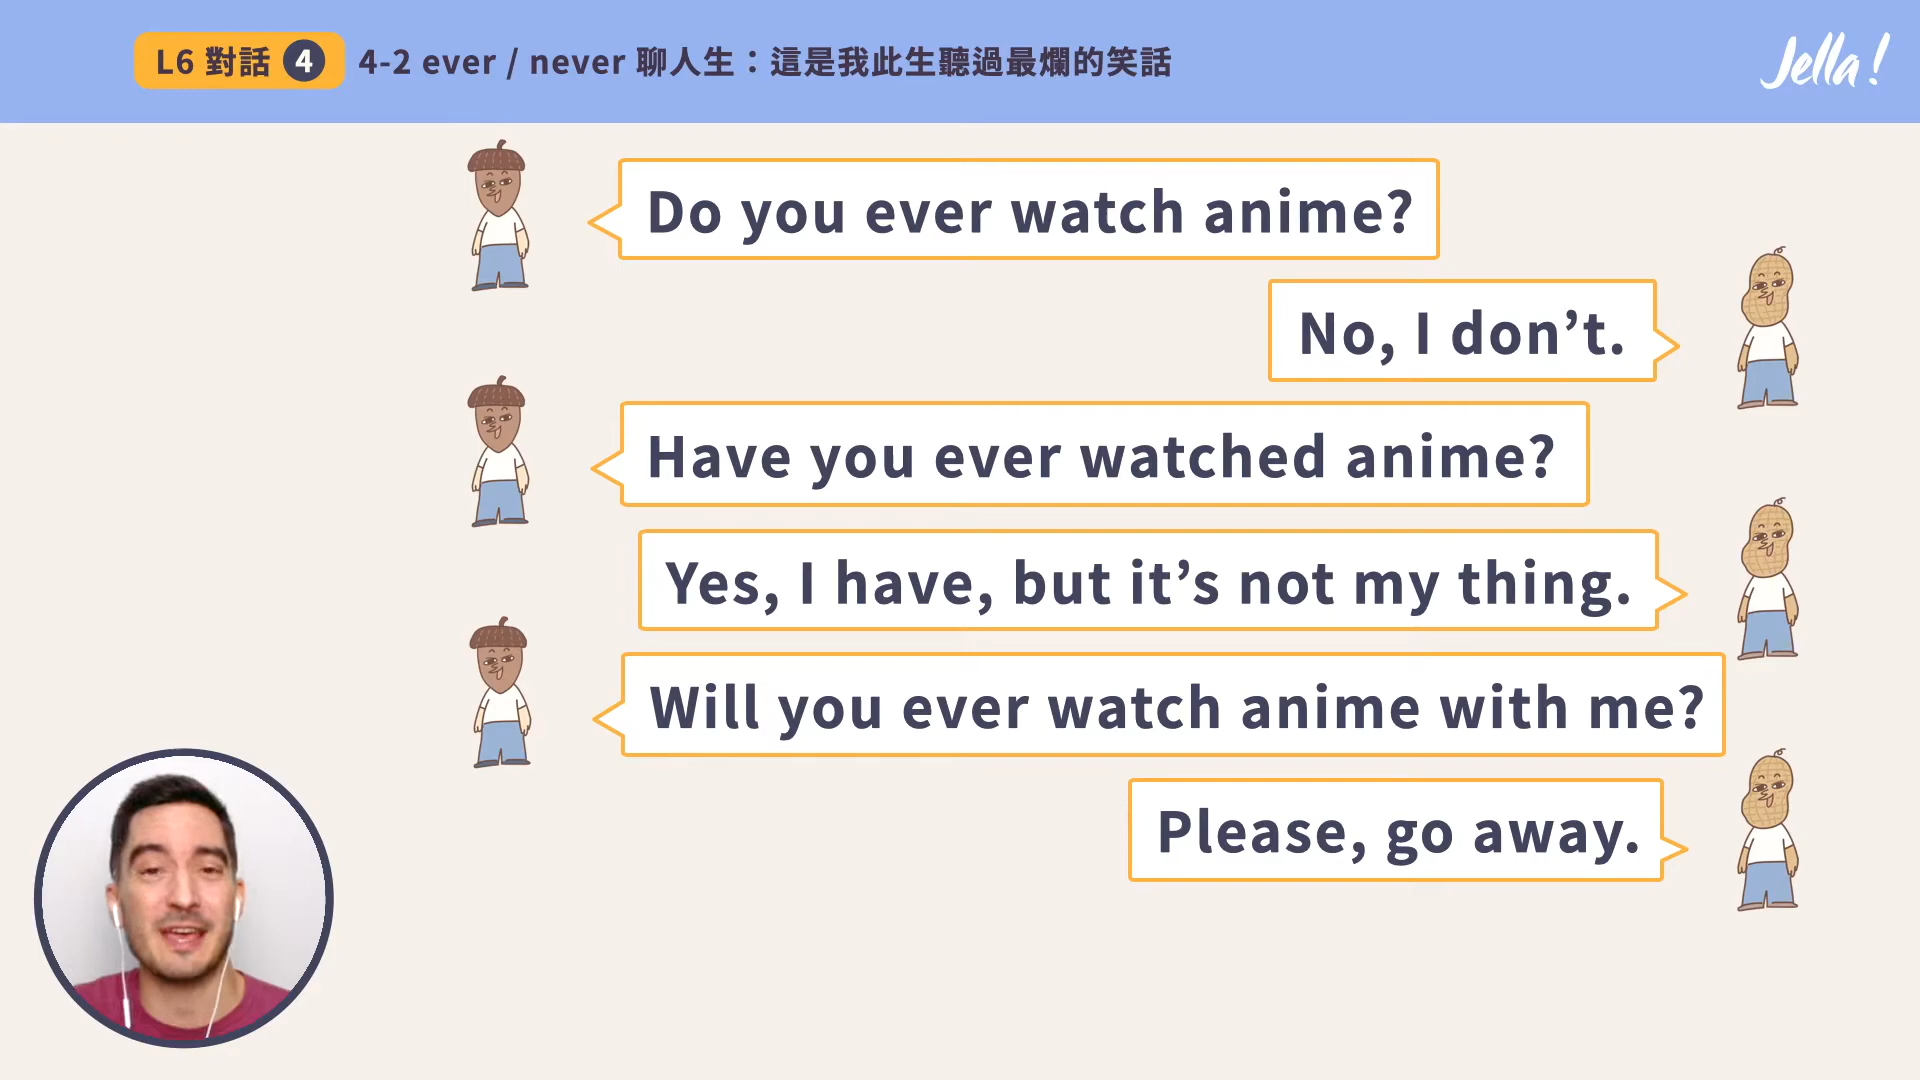 L6 對話 4 4-2 ever / never 聊人生：這是我此生聽過最爛的笑話
Jella!
Do you ever watch anime?
No, I don’t.
Have you ever watched anime?
Yes, I have, but it’s not my thing.
Will you ever watch anime with me?
Please, go away.